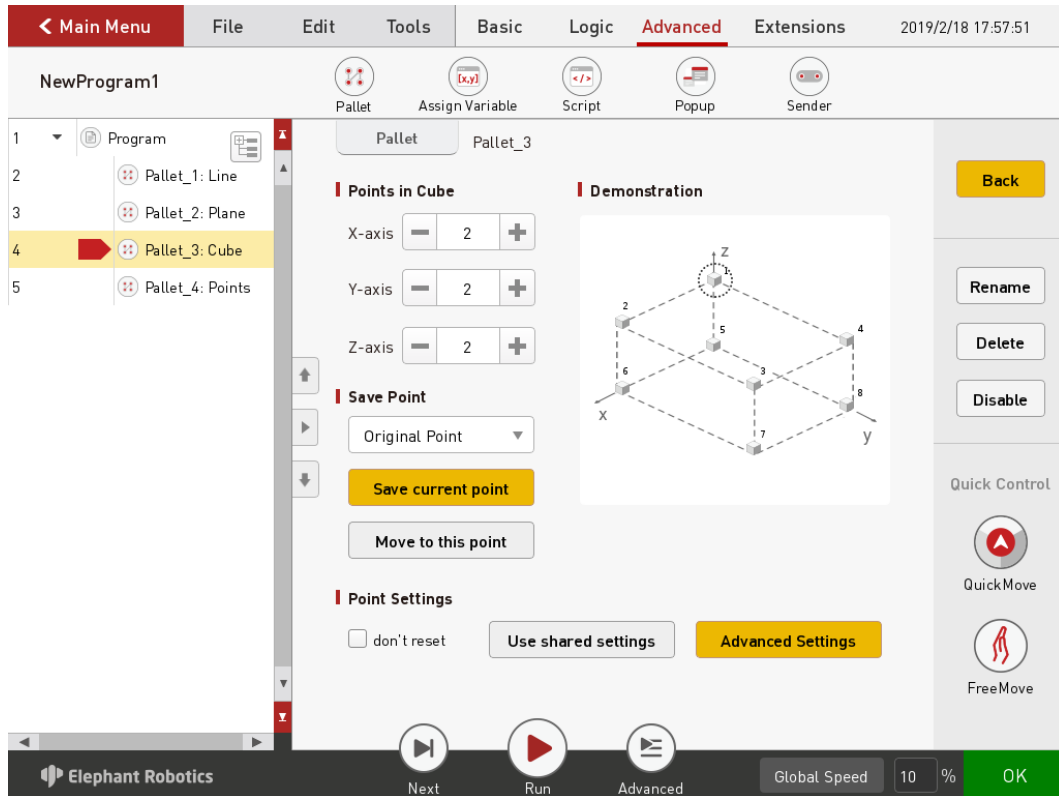 Main Menu File Edit Tools Basic Logic Advanced Extensions 2019/2/18 17:57:51
NewProgram1
Pallet Assign Variable Script Popup Sender
[x,y] </>
1 Program
2 Pallet_1: Line
3 Pallet_2: Plane
4 Pallet_3: Cube
5 Pallet_4: Points
Pallet Pallet_3
Points in Cube
X-axis 2
Y-axis 2
Z-axis 2
Save Point
Original Point
Save current point
Move to this point
Demonstration
z
1
2
5
4
6
3
8
x
7
y
Point Settings
don't reset Use shared settings Advanced Settings
Back
Rename
Delete
Disable
Quick Control
QuickMove
FreeMove
Elephant Robotics Next Run Advanced Global Speed 10 % OK